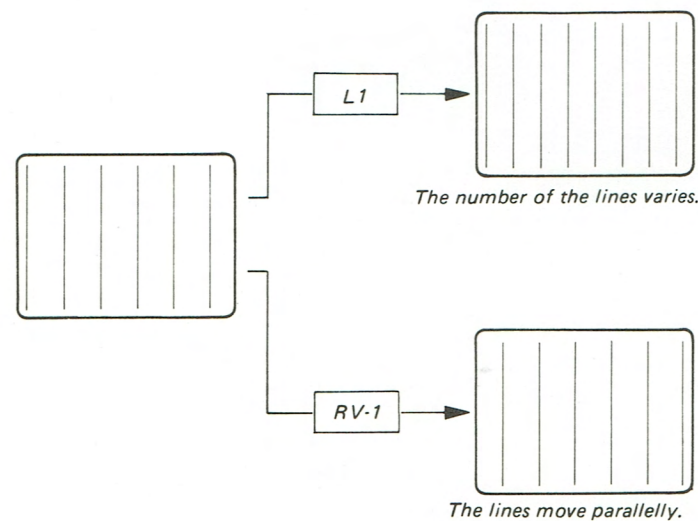 L1
The number of the lines varies.
RV-1
The lines move parallelly.